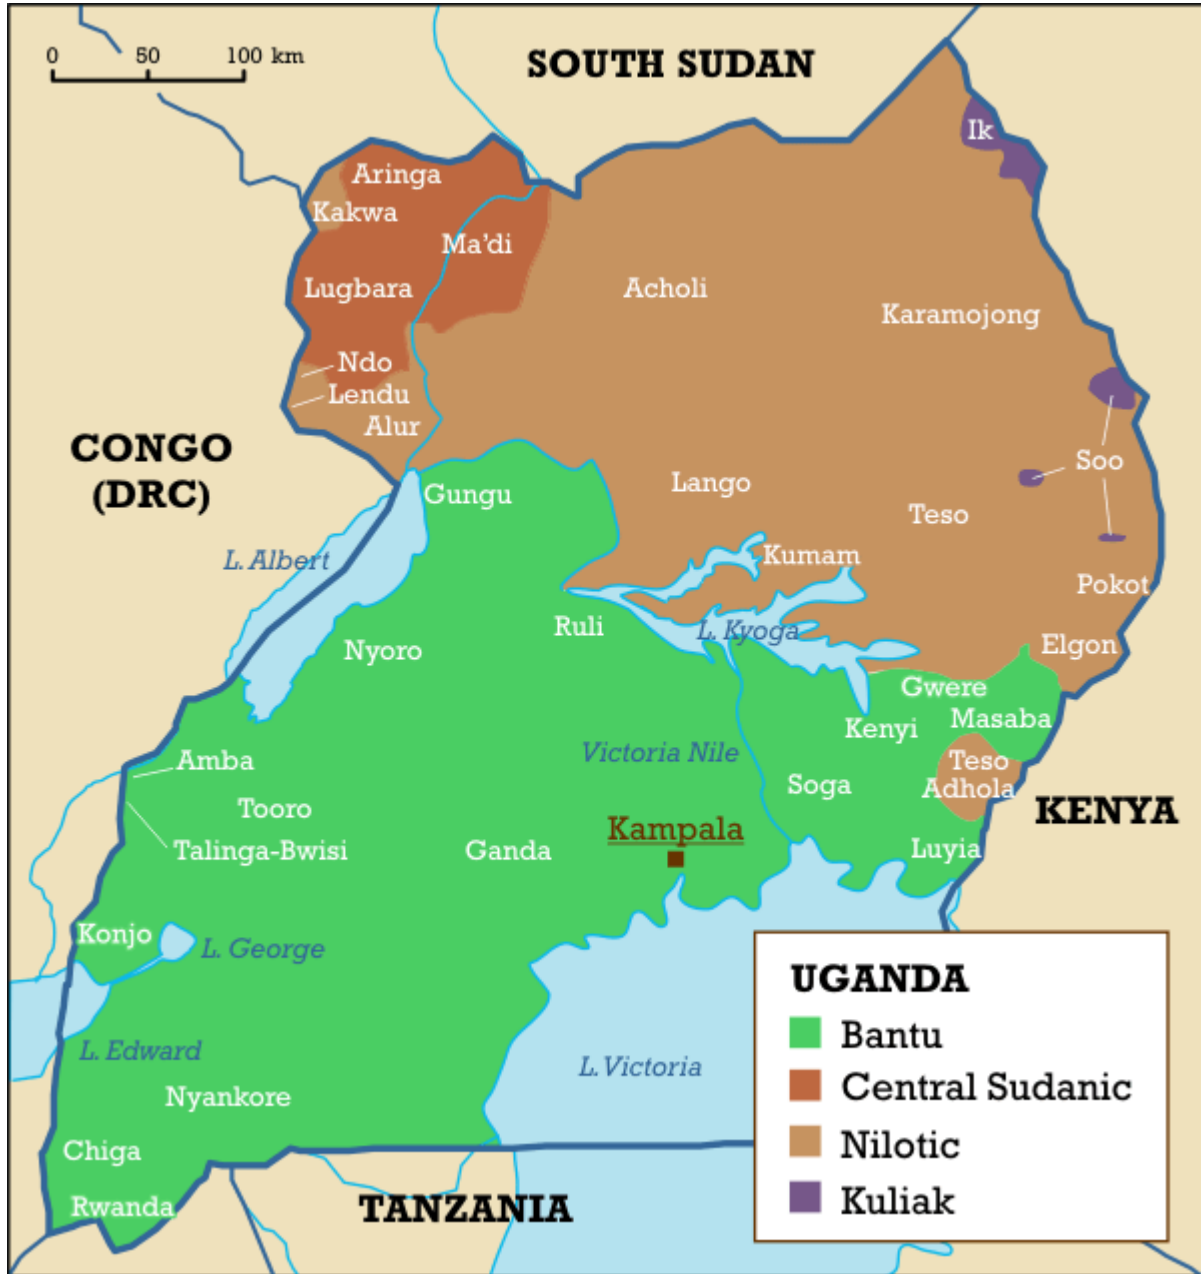 0 50 100 km
SOUTH SUDAN
Ik
Aringa
Kakwa
Ma’di
Lugbara
Acholi
Karamojong
Ndo
Lendu
Alur
CONGO
(DRC)
Soo
Lango
Gungu
Teso
L. Albert
Kumam
Pokot
Ruli
L. Kyoga
Elgon
Nyoro
Gwere
Masaba
Kenyi
Victoria Nile
Amba
Teso
Adhola
Soga
Tooro
KENYA
Kampala
Talinga-Bwisi
Ganda
Luyia
Konjo
L. George
UGANDA
Bantu
L. Edward
L. Victoria
Central Sudanic
Nyankore
Nilotic
Chiga
Kuliak
Rwanda
TANZANIA